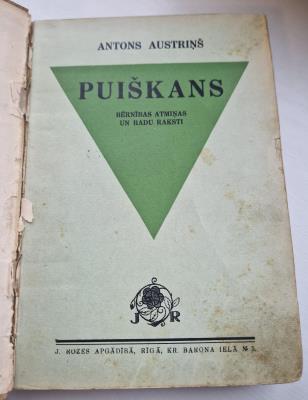 ANTONS AUSTRIŅŠ
PUIŠKANS
BĒRNĪBAS ATMIŅAS
UN RADU RAKSTI
J R
J. ROZES APGĀDĪBĀ, RĪGĀ, KR. BARONA IELĀ № 5.